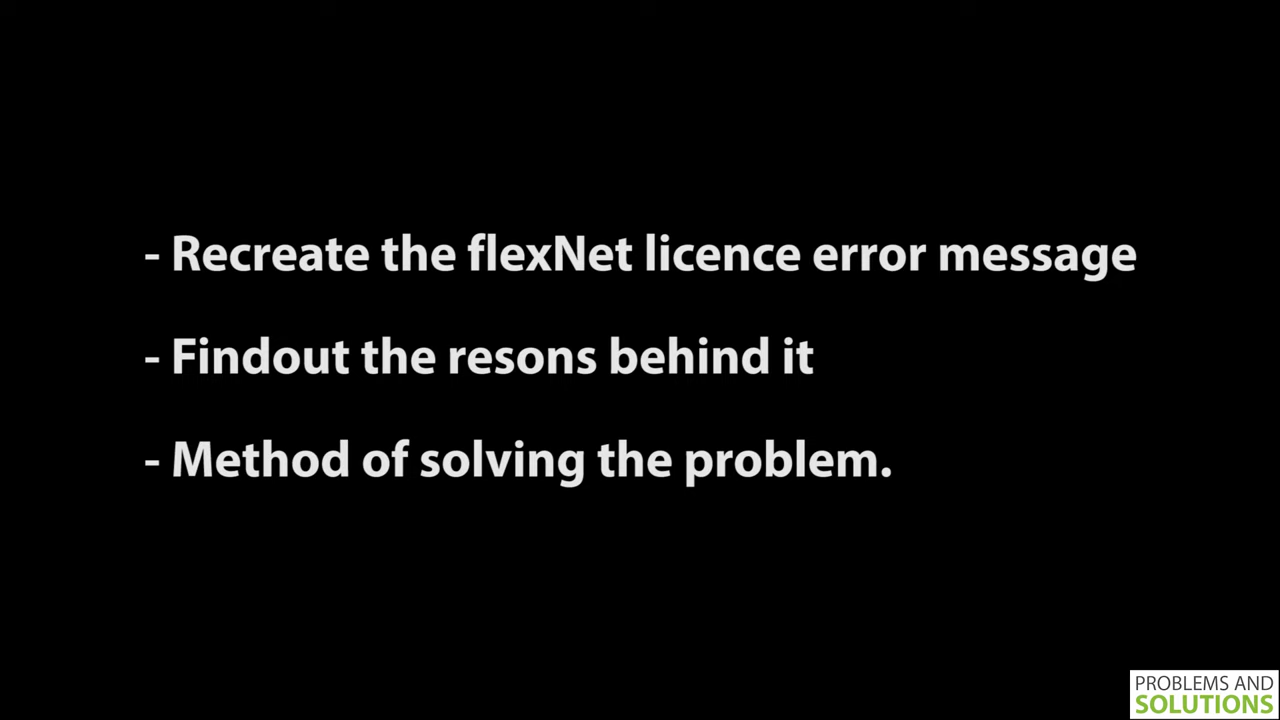 - Recreate the flexNet licence error message
- Findout the resons behind it
- Method of solving the problem.
PROBLEMS AND
SOLUTIONS